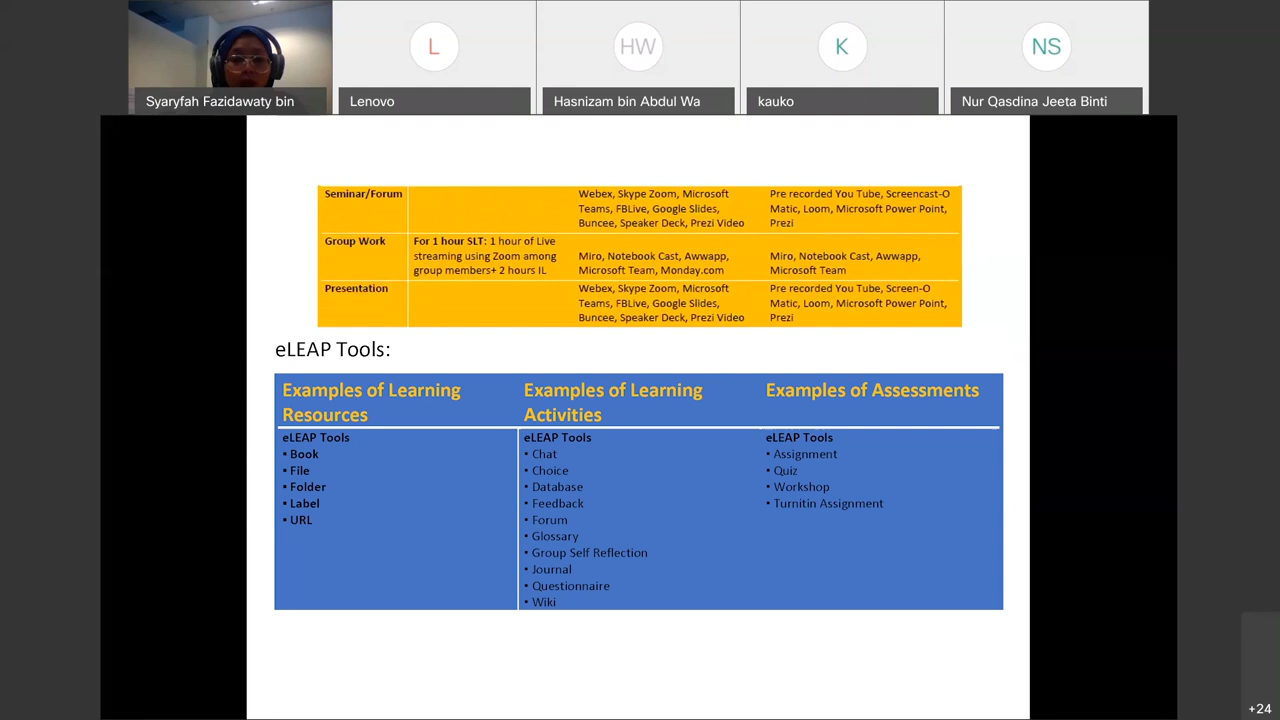 L
HW
K
NS
Syaryfah Fazidawaty bin
Lenovo
Hasnizam bin Abdul Wa
kauko
Nur Qasdina Jeeta Binti
Seminar/Forum
Webex, Skype Zoom, Microsoft
Teams, FBLive, Google Slides,
Buncee, Speaker Deck, Prezi Video
Pre recorded You Tube, Screencast-O
Matic, Loom, Microsoft Power Point,
Prezi
Group Work
For 1 hour SLT: 1 hour of Live
streaming using Zoom among
group members+ 2 hours IL
Miro, Notebook Cast, Awwapp,
Microsoft Team, Monday.com
Miro, Notebook Cast, Awwapp,
Microsoft Team
Presentation
Webex, Skype Zoom, Microsoft
Teams, FBLive, Google Slides,
Buncee, Speaker Deck, Prezi Video
Pre recorded You Tube, Screen-O
Matic, Loom, Microsoft Power Point,
Prezi
eLEAP Tools:
Examples of Learning
Resources
eLEAP Tools
▪ Book
▪ File
▪ Folder
▪ Label
▪ URL
Examples of Learning
Activities
eLEAP Tools
• Chat
• Choice
• Database
• Feedback
• Forum
• Glossary
• Group Self Reflection
• Journal
• Questionnaire
• Wiki
Examples of Assessments
eLEAP Tools
• Assignment
• Quiz
• Workshop
• Turnitin Assignment
+24